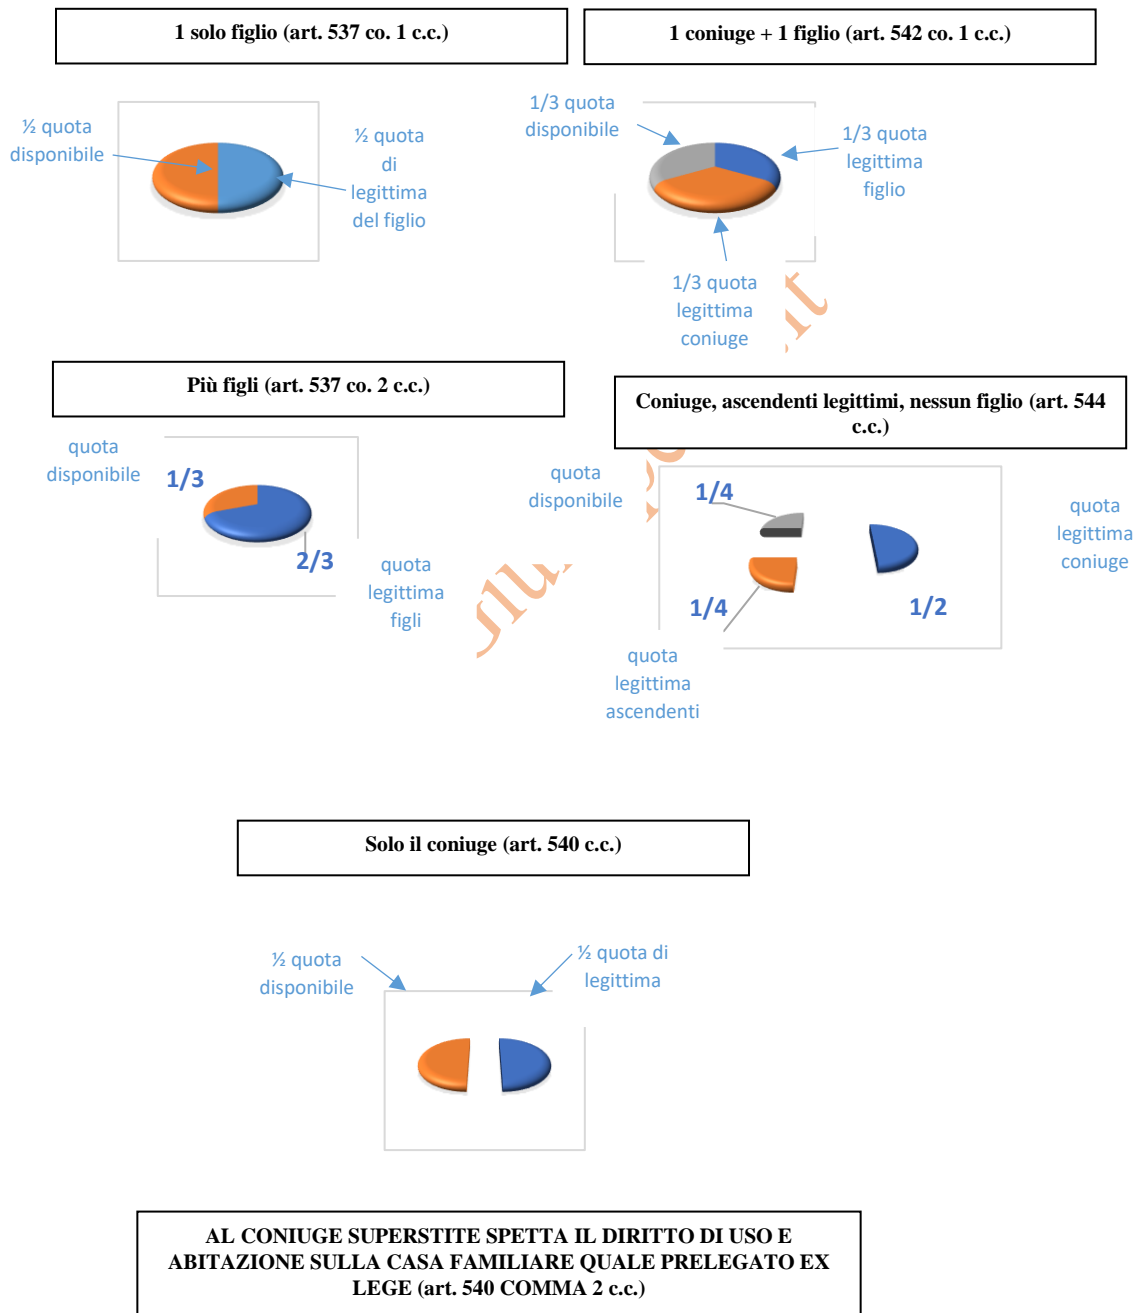 1 solo figlio (art. 537 co. 1 c.c.)
1 coniuge + 1 figlio (art. 542 co. 1 c.c.)
½ quota
disponibile
½ quota
di
legittima
del figlio
1/3 quota
disponibile
1/3 quota
legittima
figlio
1/3 quota
legittima
coniuge
Più figli (art. 537 co. 2 c.c.)
Coniuge, ascendenti legittimi, nessun figlio (art. 544
c.c.)
quota
disponibile
1/3
2/3
quota
legittima
figli
quota
disponibile
1/4
quota
legittima
coniuge
1/4
1/2
quota
legittima
ascendenti
Solo il coniuge (art. 540 c.c.)
½ quota
disponibile
½ quota di
legittima
AL CONIUGE SUPERSTITE SPETTA IL DIRITTO DI USO E
ABITAZIONE SULLA CASA FAMILIARE QUALE PRELEGATO EX
LEGE (art. 540 COMMA 2 c.c.)